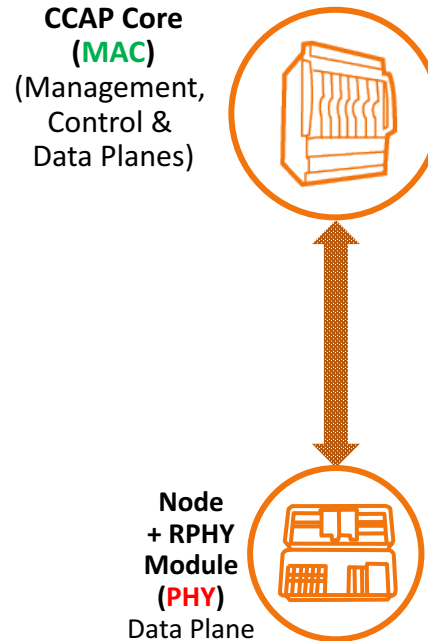 CCAP Core
(MAC)
(Management,
Control &
Data Planes)
Node
+ RPHY
Module
(PHY)
Data Plane